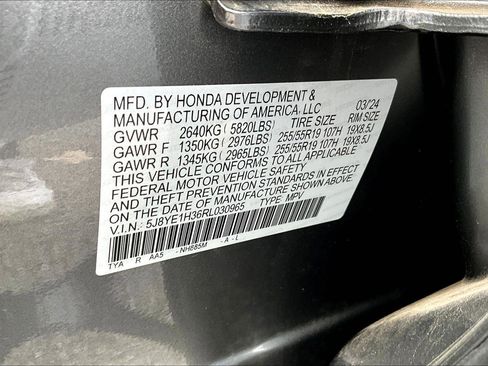 MFD. BY HONDA DEVELOPMENT &
MANUFACTURING OF AMERICA, LLC 03/24
GVWR 2640KG ( 5820LBS) TIRE SIZE RIM SIZE
GAWR F 1350KG ( 2976LBS) 255/55R19 107H 19X8.5J
GAWR R 1345KG ( 2965LBS) 255/55R19 107H 19X8.5J
THIS VEHICLE CONFORMS TO ALL APPLICABLE
FEDERAL MOTOR VEHICLE SAFETY
AND THEFT PREVENTION STANDARDS IN EFFECT
ON THE DATE OF MANUFACTURE SHOWN ABOVE.
V.I.N.: 5J8YE1H36RL030965 TYPE: MPV
TYA R AA5 -NH885M -A-L